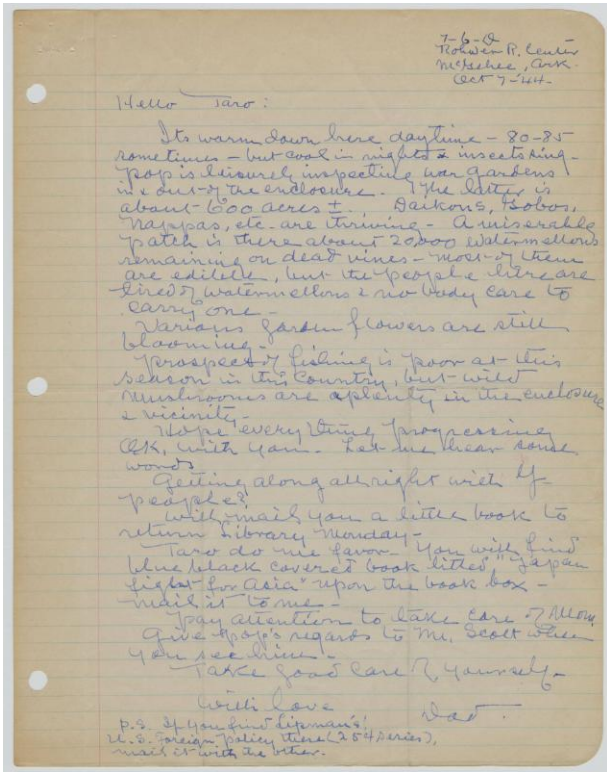 7-6-D
Rohwer R. Center
McGehee, Ark.
Oct 7-'44-
Hello Taro:
Its warm down here daytime - 80-85
sometimes - but cool in nights & insects sing -
Pop is leisurely inspecting war gardens
in & out of the enclosure. The latter is
about 600 acres ±. Daikons, Gobos,
Nappas, etc. are thriving - A miserable
patch is there about 20,000 watermellons
remaining on dead vines - most of them
are edible, but the people here are
tired of watermellons & no body care to
carry one -
Various garden flowers are still
blooming -
Prospect of fishing is poor at this
season in this country, but wild
mushrooms are aplenty in the enclosure
& vicinity -
Hope everything progressing
OK. with you. Let me hear some
words
Getting along all right with
people?
Will mail you a little book to
return Library Monday -
Taro do me favor - You will find
blue black covered book titled "Japan
fight for Asia" upon the book box -
mail it to me -
Pay attention to take care of Mom.
Give Pop's regards to Mr. Scott when
you see him -
Take good care of yourself -
With love
Dad.
P.S. If you find Lipman's
U.S. Foreign Policy there (25¢ series),
mail it with the other.